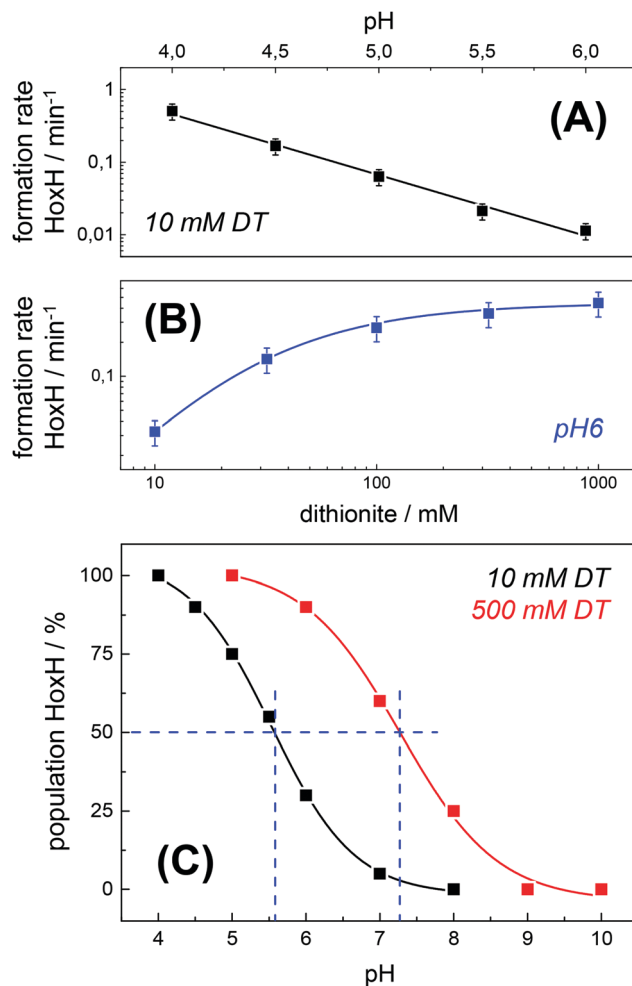 pH
4,0 4,5 5,0 5,5 6,0
formation rate
HoxH / min⁻¹
1
0,1
0,01
(A)
10 mM DT
formation rate
HoxH / min⁻¹
0,1
(B)
pH6
10 100 1000
dithionite / mM
population HoxH / %
100
75
50
25
0
10 mM DT
500 mM DT
(C)
4 5 6 7 8 9 10
pH